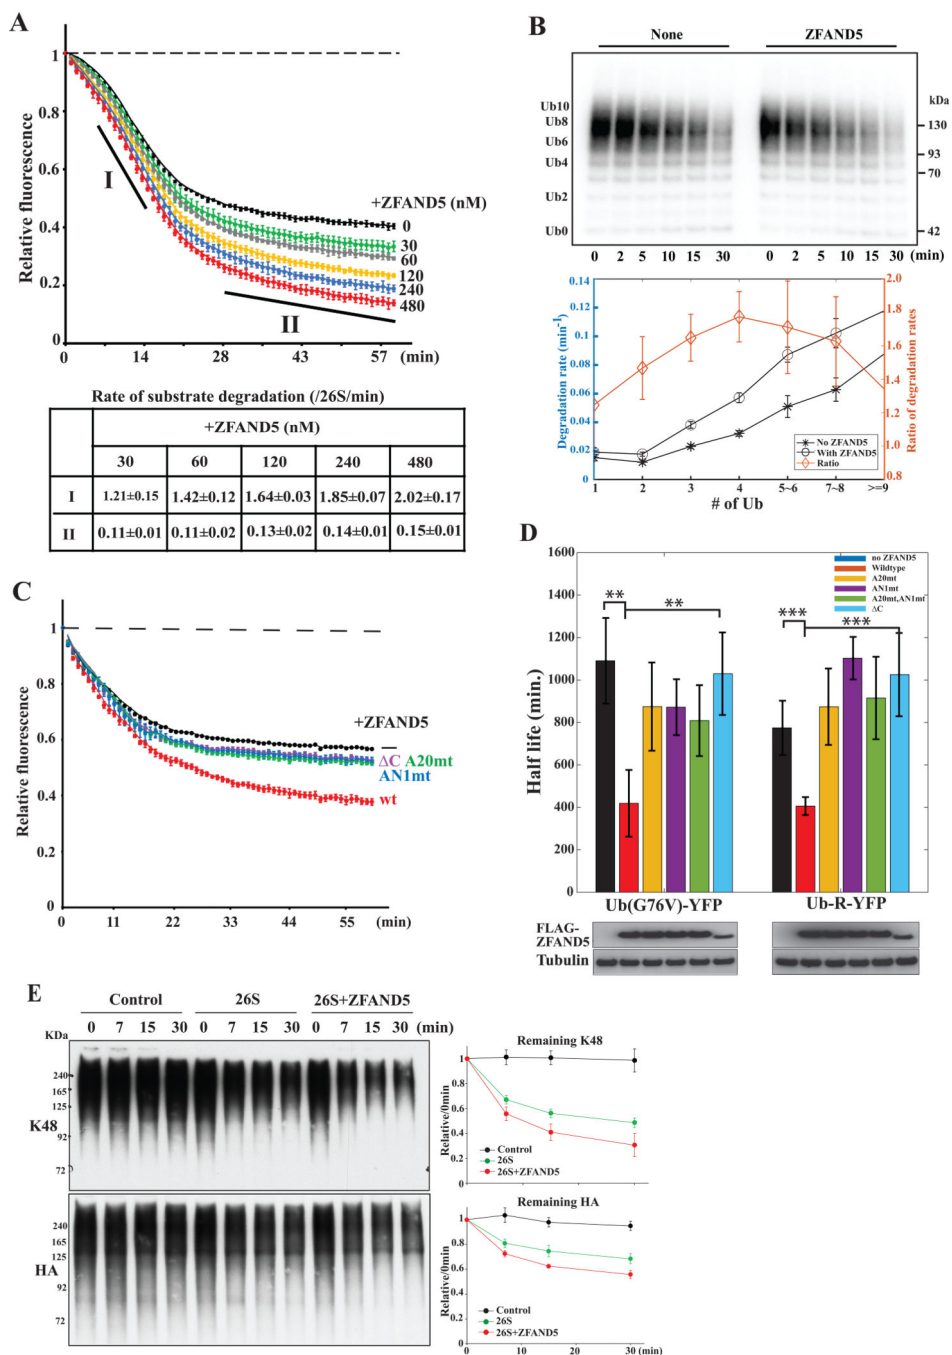 A
Relative fluorescence
1
0.8
0.6
0.4
0.2
0
0 14 28 43 57 (min)
I
II
+ZFAND5 (nM)
0
30
60
120
240
480
Rate of substrate degradation (/26S/min)
+ZFAND5 (nM)
30 60 120 240 480
I 1.21±0.15 1.42±0.12 1.64±0.03 1.85±0.07 2.02±0.17
II 0.11±0.01 0.11±0.02 0.13±0.02 0.14±0.01 0.15±0.01
B
None ZFAND5
kDa
Ub10
Ub8
Ub6
Ub4
Ub2
Ub0
130
93
70
42
0 2 5 10 15 30 0 2 5 10 15 30 (min)
Degradation rate (min-1)
0.14
0.12
0.1
0.08
0.06
0.04
0.02
0
Ratio of degradation rates
2.0
1.8
1.6
1.4
1.2
1.0
0.8
No ZFAND5
With ZFAND5
Ratio
1 2 3 4 5~6 7~8 >=9
# of Ub
C
Relative fluorescence
1
0.8
0.6
0.4
0.2
0
0 11 22 33 44 55 (min)
+ZFAND5
ΔC A20mt
AN1mt
wt
D
Half life (min.)
1600
1400
1200
1000
800
600
400
200
0
no ZFAND5
Wildtype
A20mt
AN1mt
A20mt,AN1mt
ΔC
** **
*** ***
Ub(G76V)-YFP Ub-R-YFP
FLAG-
ZFAND5
Tubulin
E
Control 26S 26S+ZFAND5
0 7 15 30 0 7 15 30 0 7 15 30 (min)
KDa
240
165
125
K48
92
72
240
165
125
HA
92
72
Remaining K48
Relative/0min
1
0.8
0.6
0.4
0.2
0
Control
26S
26S+ZFAND5
Remaining HA
Relative/0min
1
0.8
0.6
0.4
0.2
0
Control
26S
26S+ZFAND5
0 10 20 30 (min)